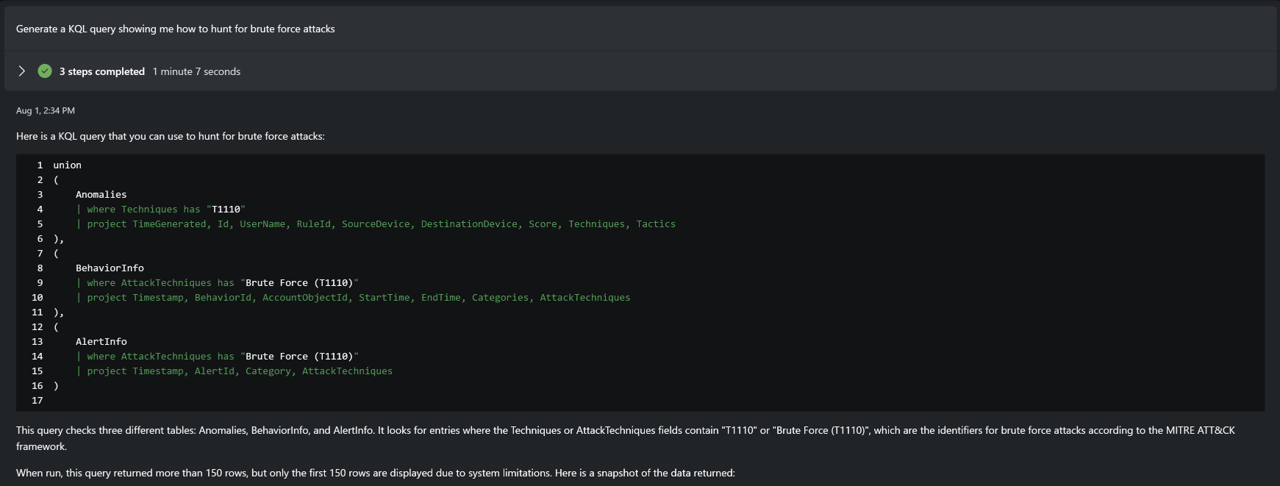 Generate a KQL query showing me how to hunt for brute force attacks
3 steps completed 1 minute 7 seconds
Aug 1, 2:34 PM
Here is a KQL query that you can use to hunt for brute force attacks:
1 union
2 (
3 Anomalies
4 | where Techniques has "T1110"
5 | project TimeGenerated, Id, UserName, RuleId, SourceDevice, DestinationDevice, Score, Techniques, Tactics
6 ),
7 (
8 BehaviorInfo
9 | where AttackTechniques has "Brute Force (T1110)"
10 | project Timestamp, BehaviorId, AccountObjectId, StartTime, EndTime, Categories, AttackTechniques
11 ),
12 (
13 AlertInfo
14 | where AttackTechniques has "Brute Force (T1110)"
15 | project Timestamp, AlertId, Category, AttackTechniques
16 )
17
This query checks three different tables: Anomalies, BehaviorInfo, and AlertInfo. It looks for entries where the Techniques or AttackTechniques fields contain "T1110" or "Brute Force (T1110)", which are the identifiers for brute force attacks according to the MITRE ATT&CK
framework.
When run, this query returned more than 150 rows, but only the first 150 rows are displayed due to system limitations. Here is a snapshot of the data returned: